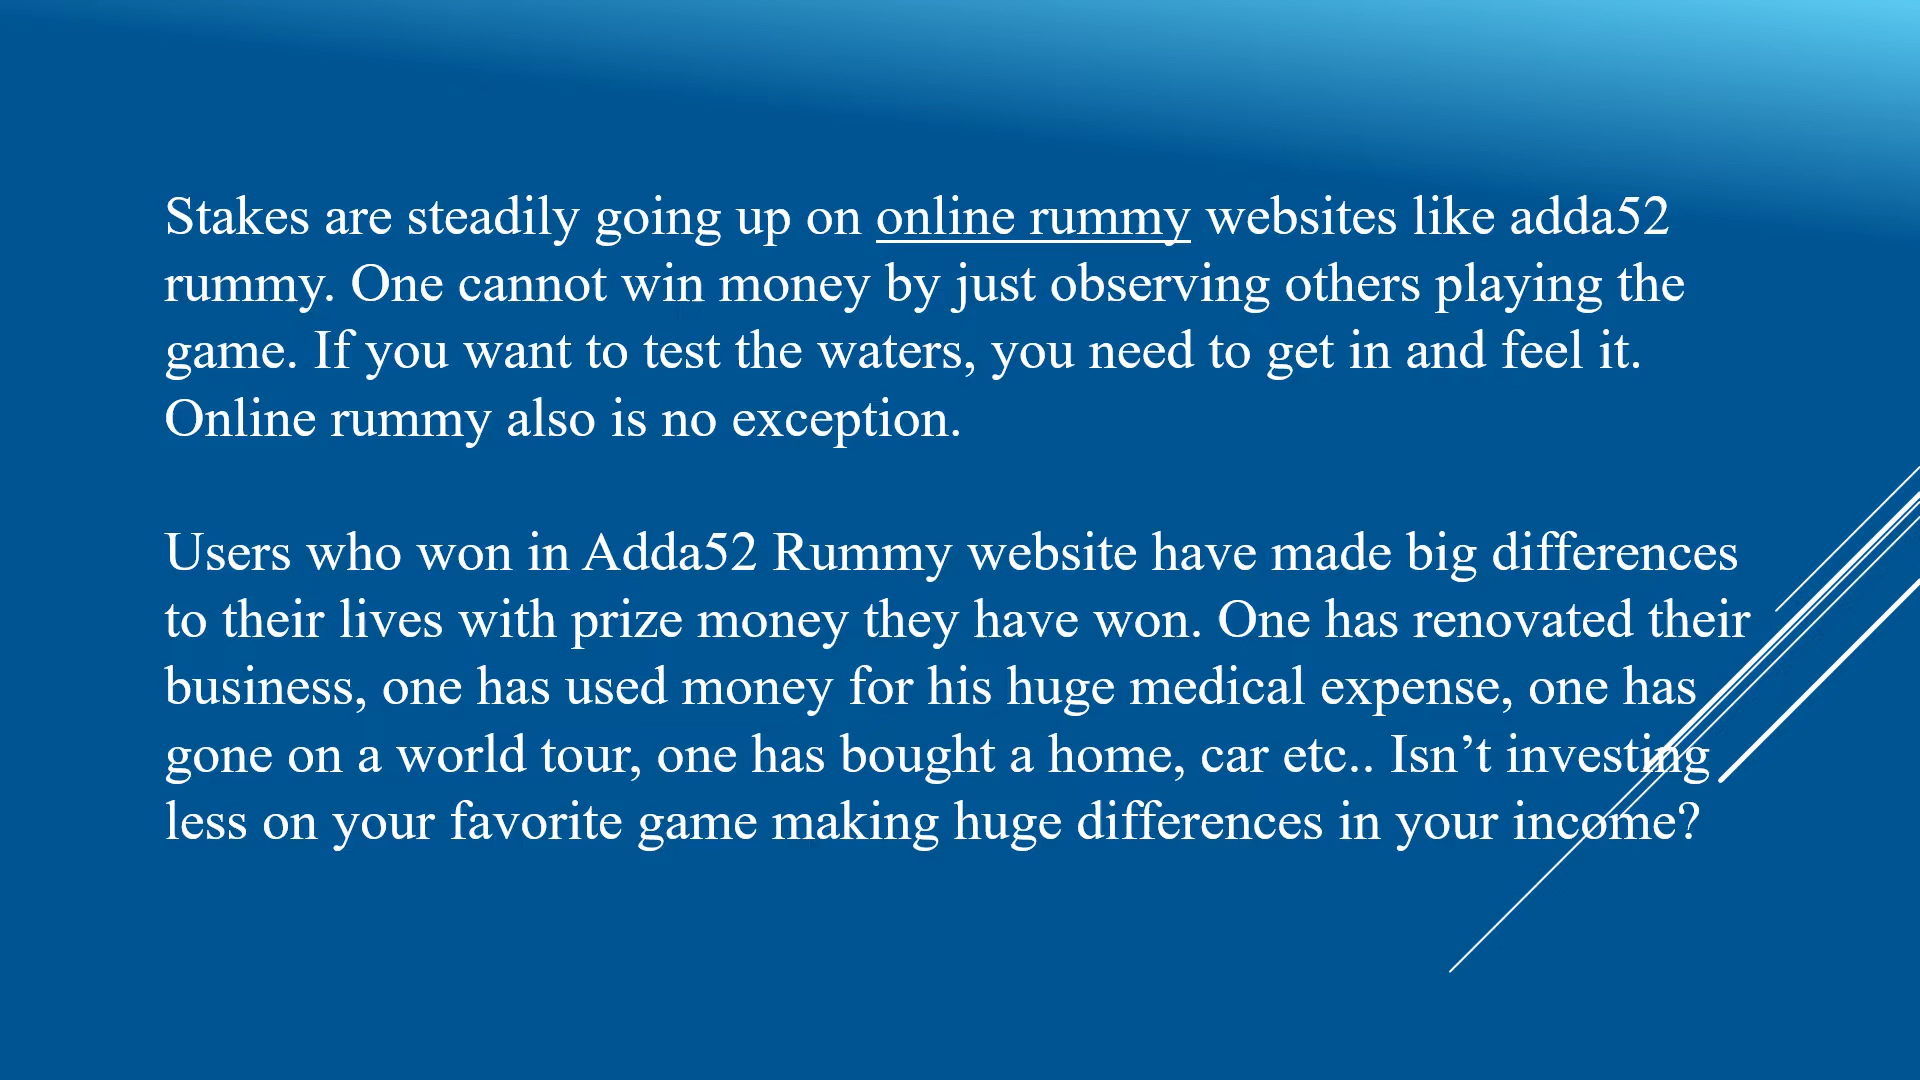 Stakes are steadily going up on online rummy websites like adda52
rummy. One cannot win money by just observing others playing the
game. If you want to test the waters, you need to get in and feel it.
Online rummy also is no exception.
Users who won in Adda52 Rummy website have made big differences
to their lives with prize money they have won. One has renovated their
business, one has used money for his huge medical expense, one has
gone on a world tour, one has bought a home, car etc.. Isn’t investing
less on your favorite game making huge differences in your income?